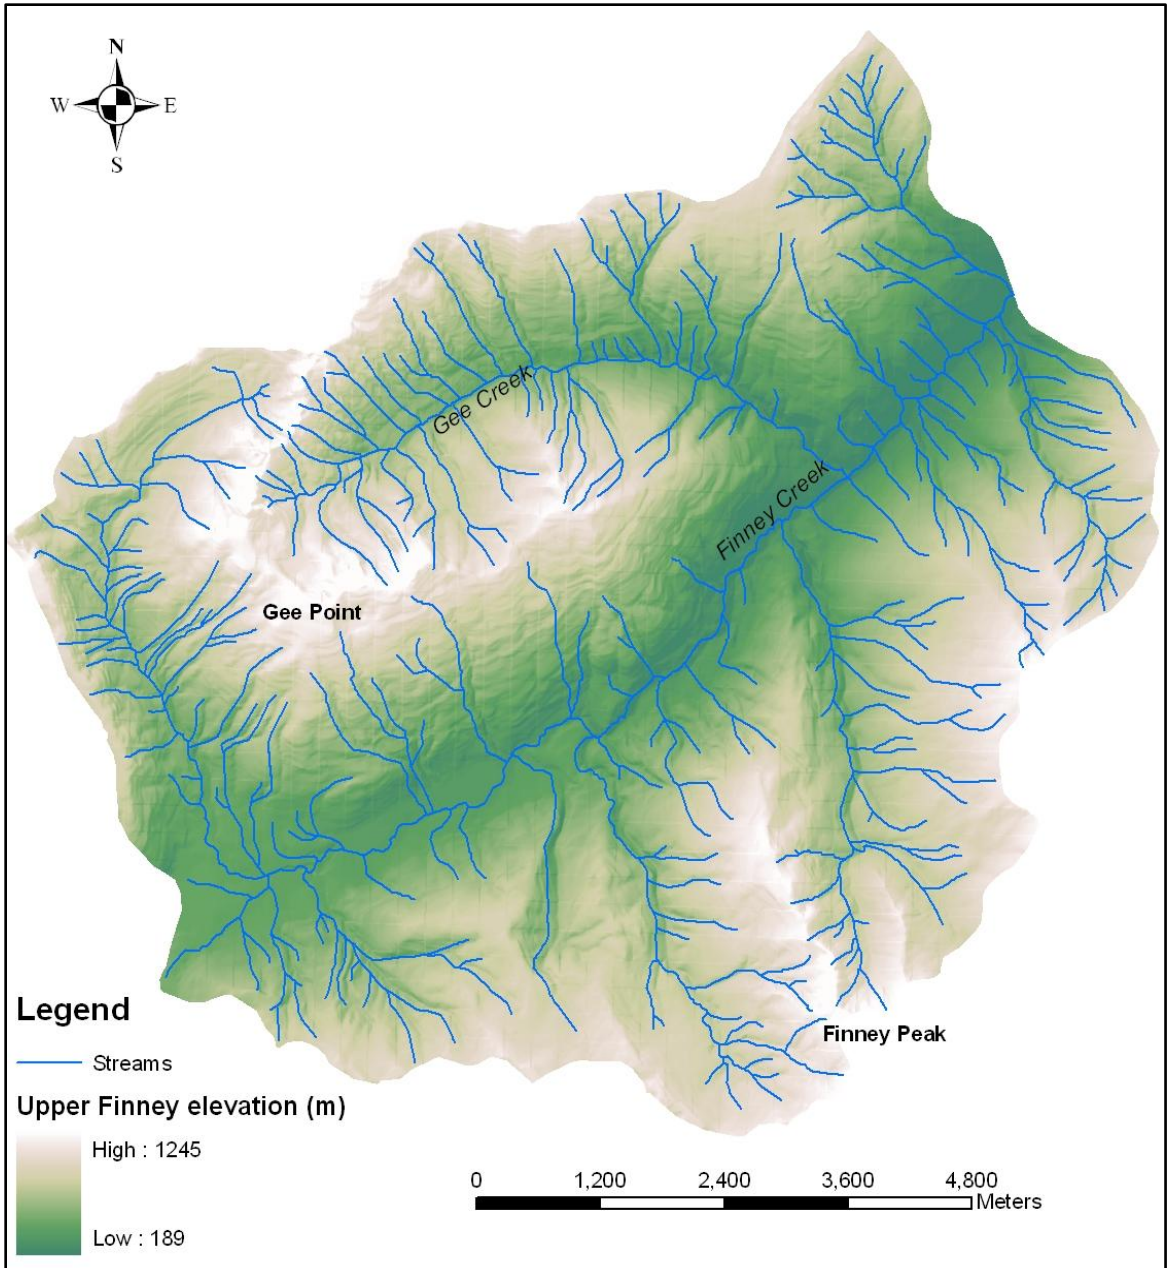 N
W E
S
Gee Creek
Finney Creek
Gee Point
Finney Peak
Legend
Streams
Upper Finney elevation (m)
High : 1245
Low : 189
0 1,200 2,400 3,600 4,800
Meters